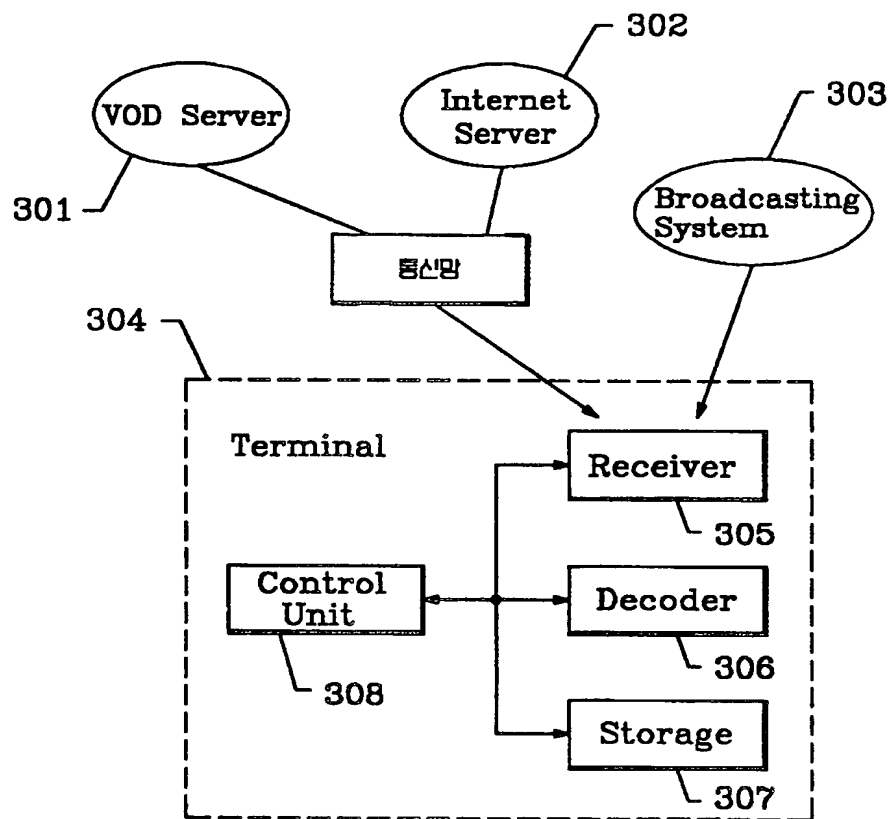 302
VOD Server
Internet
Server
303
301
Broadcasting
System
통신망
304
Terminal
Receiver
305
Control
Unit
Decoder
308
306
Storage
307